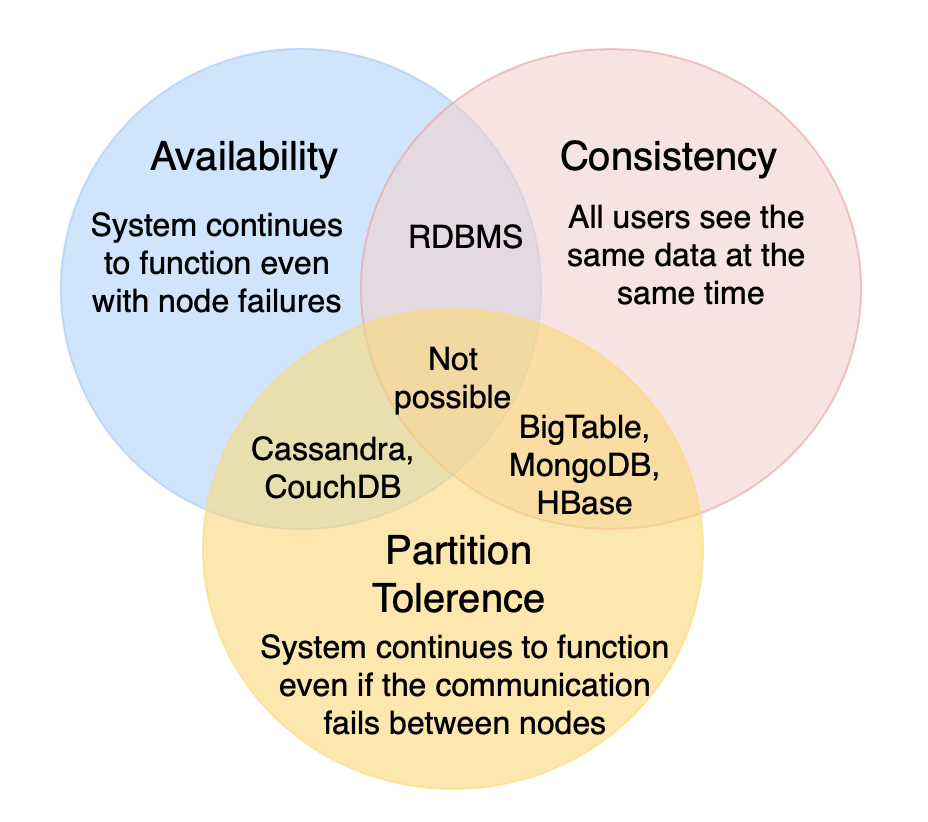 Availability
System continues
to function even
with node failures
RDBMS
Consistency
All users see the
same data at the
same time
Not
possible
Cassandra,
CouchDB
BigTable,
MongoDB,
HBase
Partition
Tolerence
System continues to function
even if the communication
fails between nodes